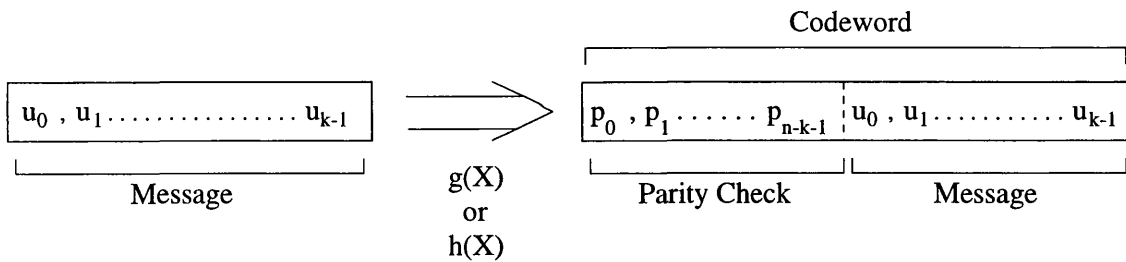 Codeword
u0 , u1 ................ uk-1
p0 , p1 ...... pn-k-1 u0 , u1 ........... uk-1
Message
g(X)
or
h(X)
Parity Check
Message